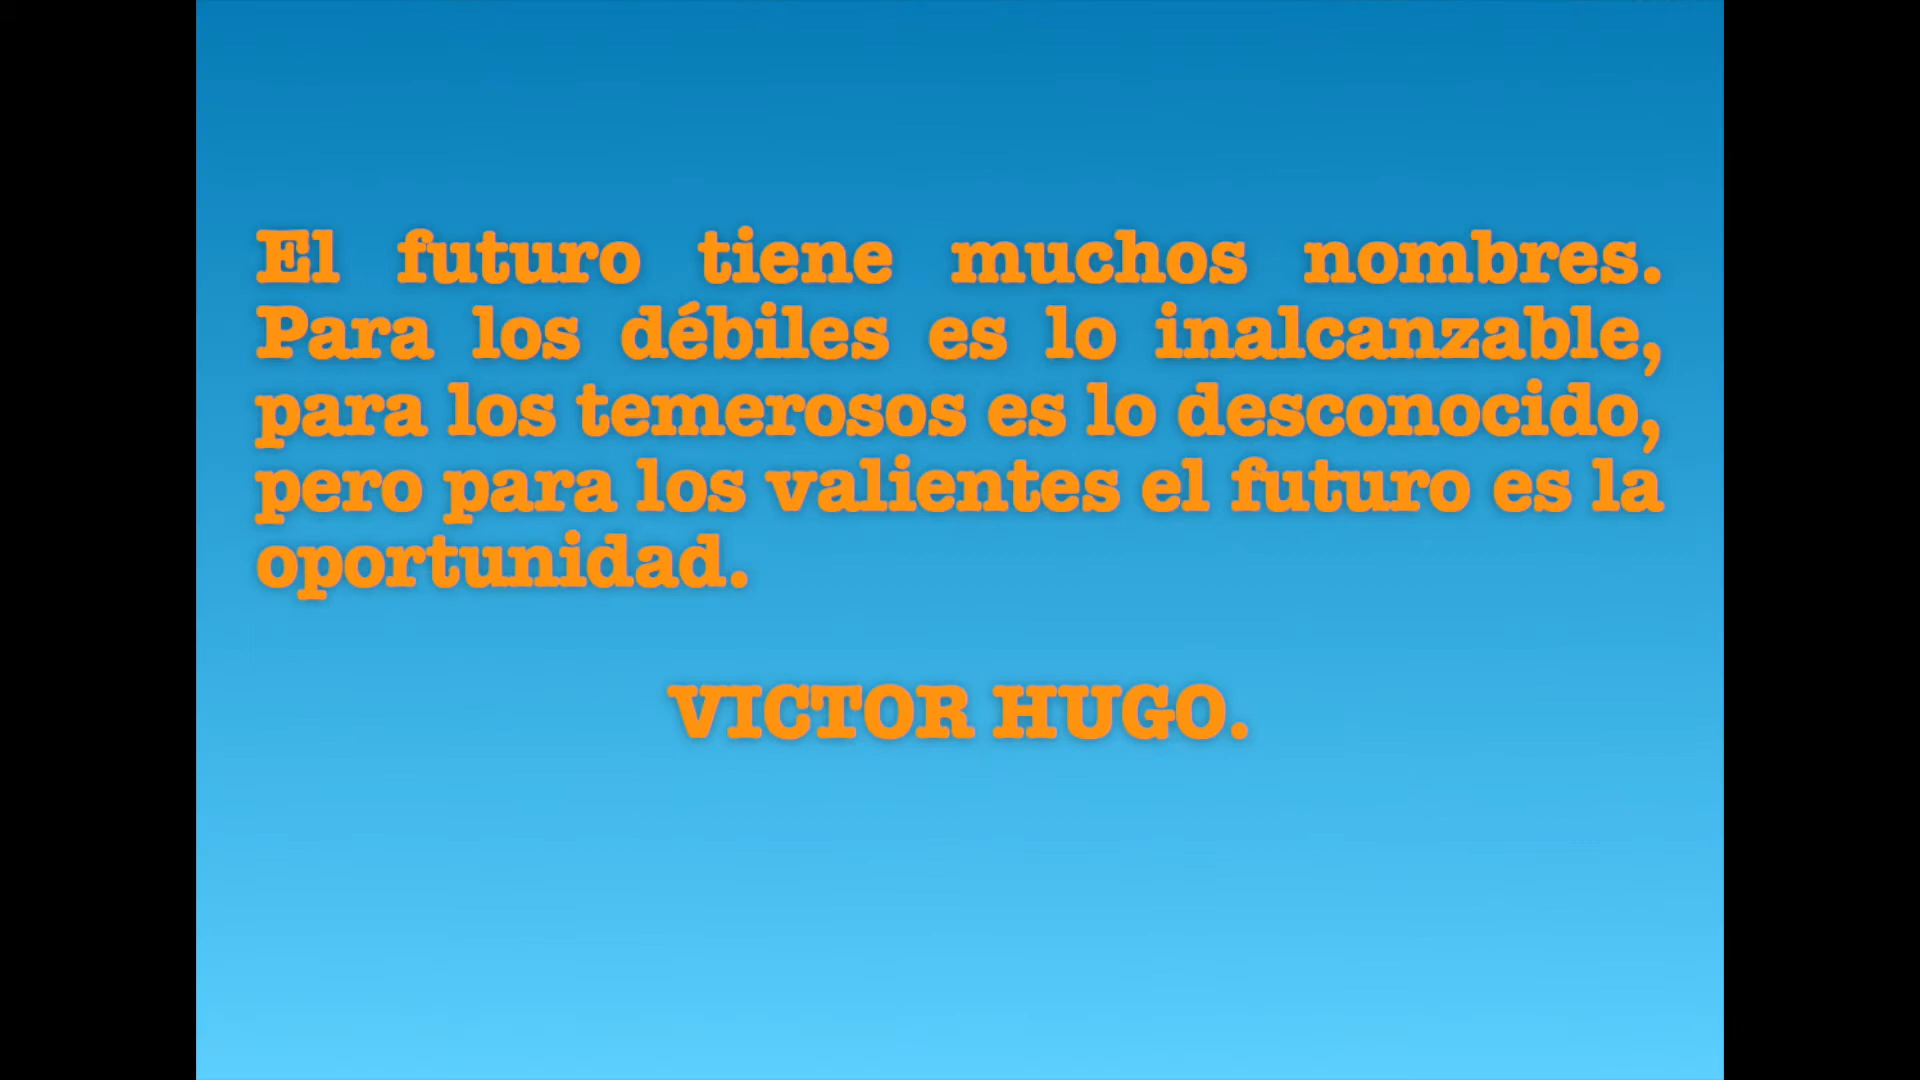 El futuro tiene muchos nombres.
Para los débiles es lo inalcanzable,
para los temerosos es lo desconocido,
pero para los valientes el futuro es la
oportunidad.
VICTOR HUGO.